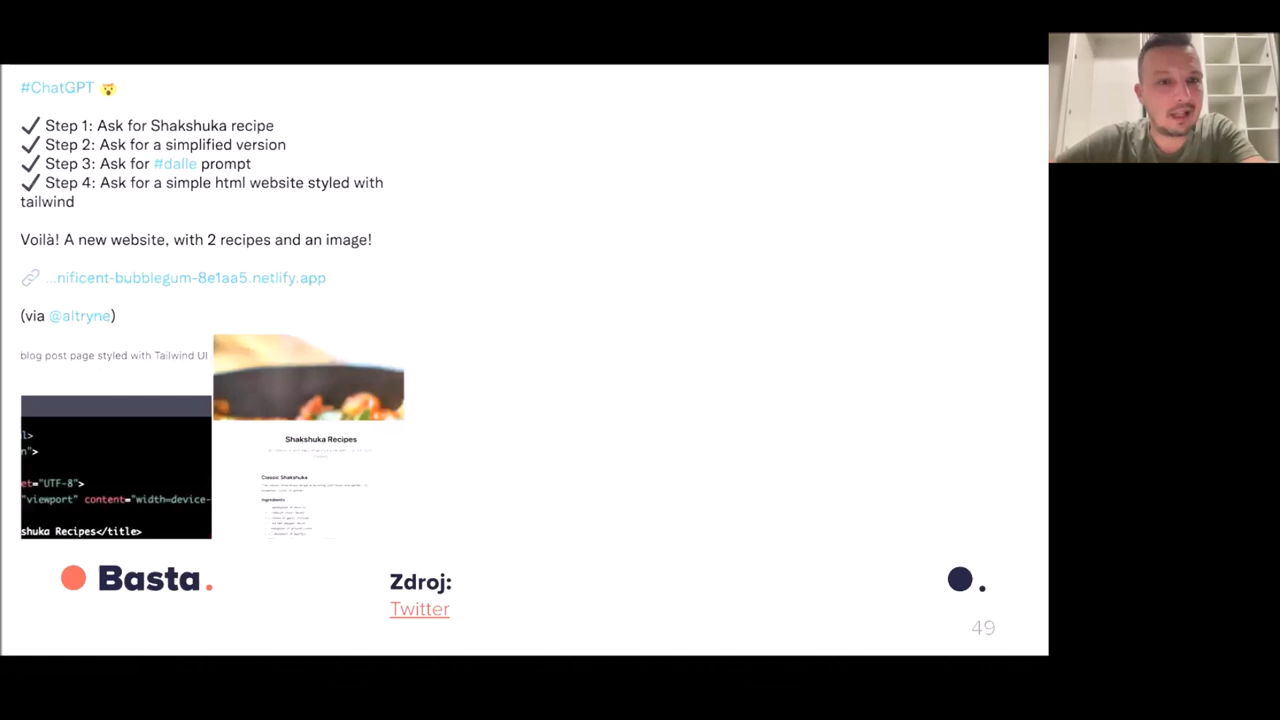 #ChatGPT 🤯
✔ Step 1: Ask for Shakshuka recipe
✔ Step 2: Ask for a simplified version
✔ Step 3: Ask for #dalle prompt
✔ Step 4: Ask for a simple html website styled with
tailwind
Voilà! A new website, with 2 recipes and an image!
🔗 ...nificent-bubblegum-8e1aa5.netlify.app
(via @altryne)
blog post page styled with Tailwind UI
l>
n">
et="UTF-8">
"viewport" content="width=device-
shuka Recipes</title>
Shakshuka Recipes
Classic Shakshuka
Ingredients
Basta.
Zdroj:
Twitter
49